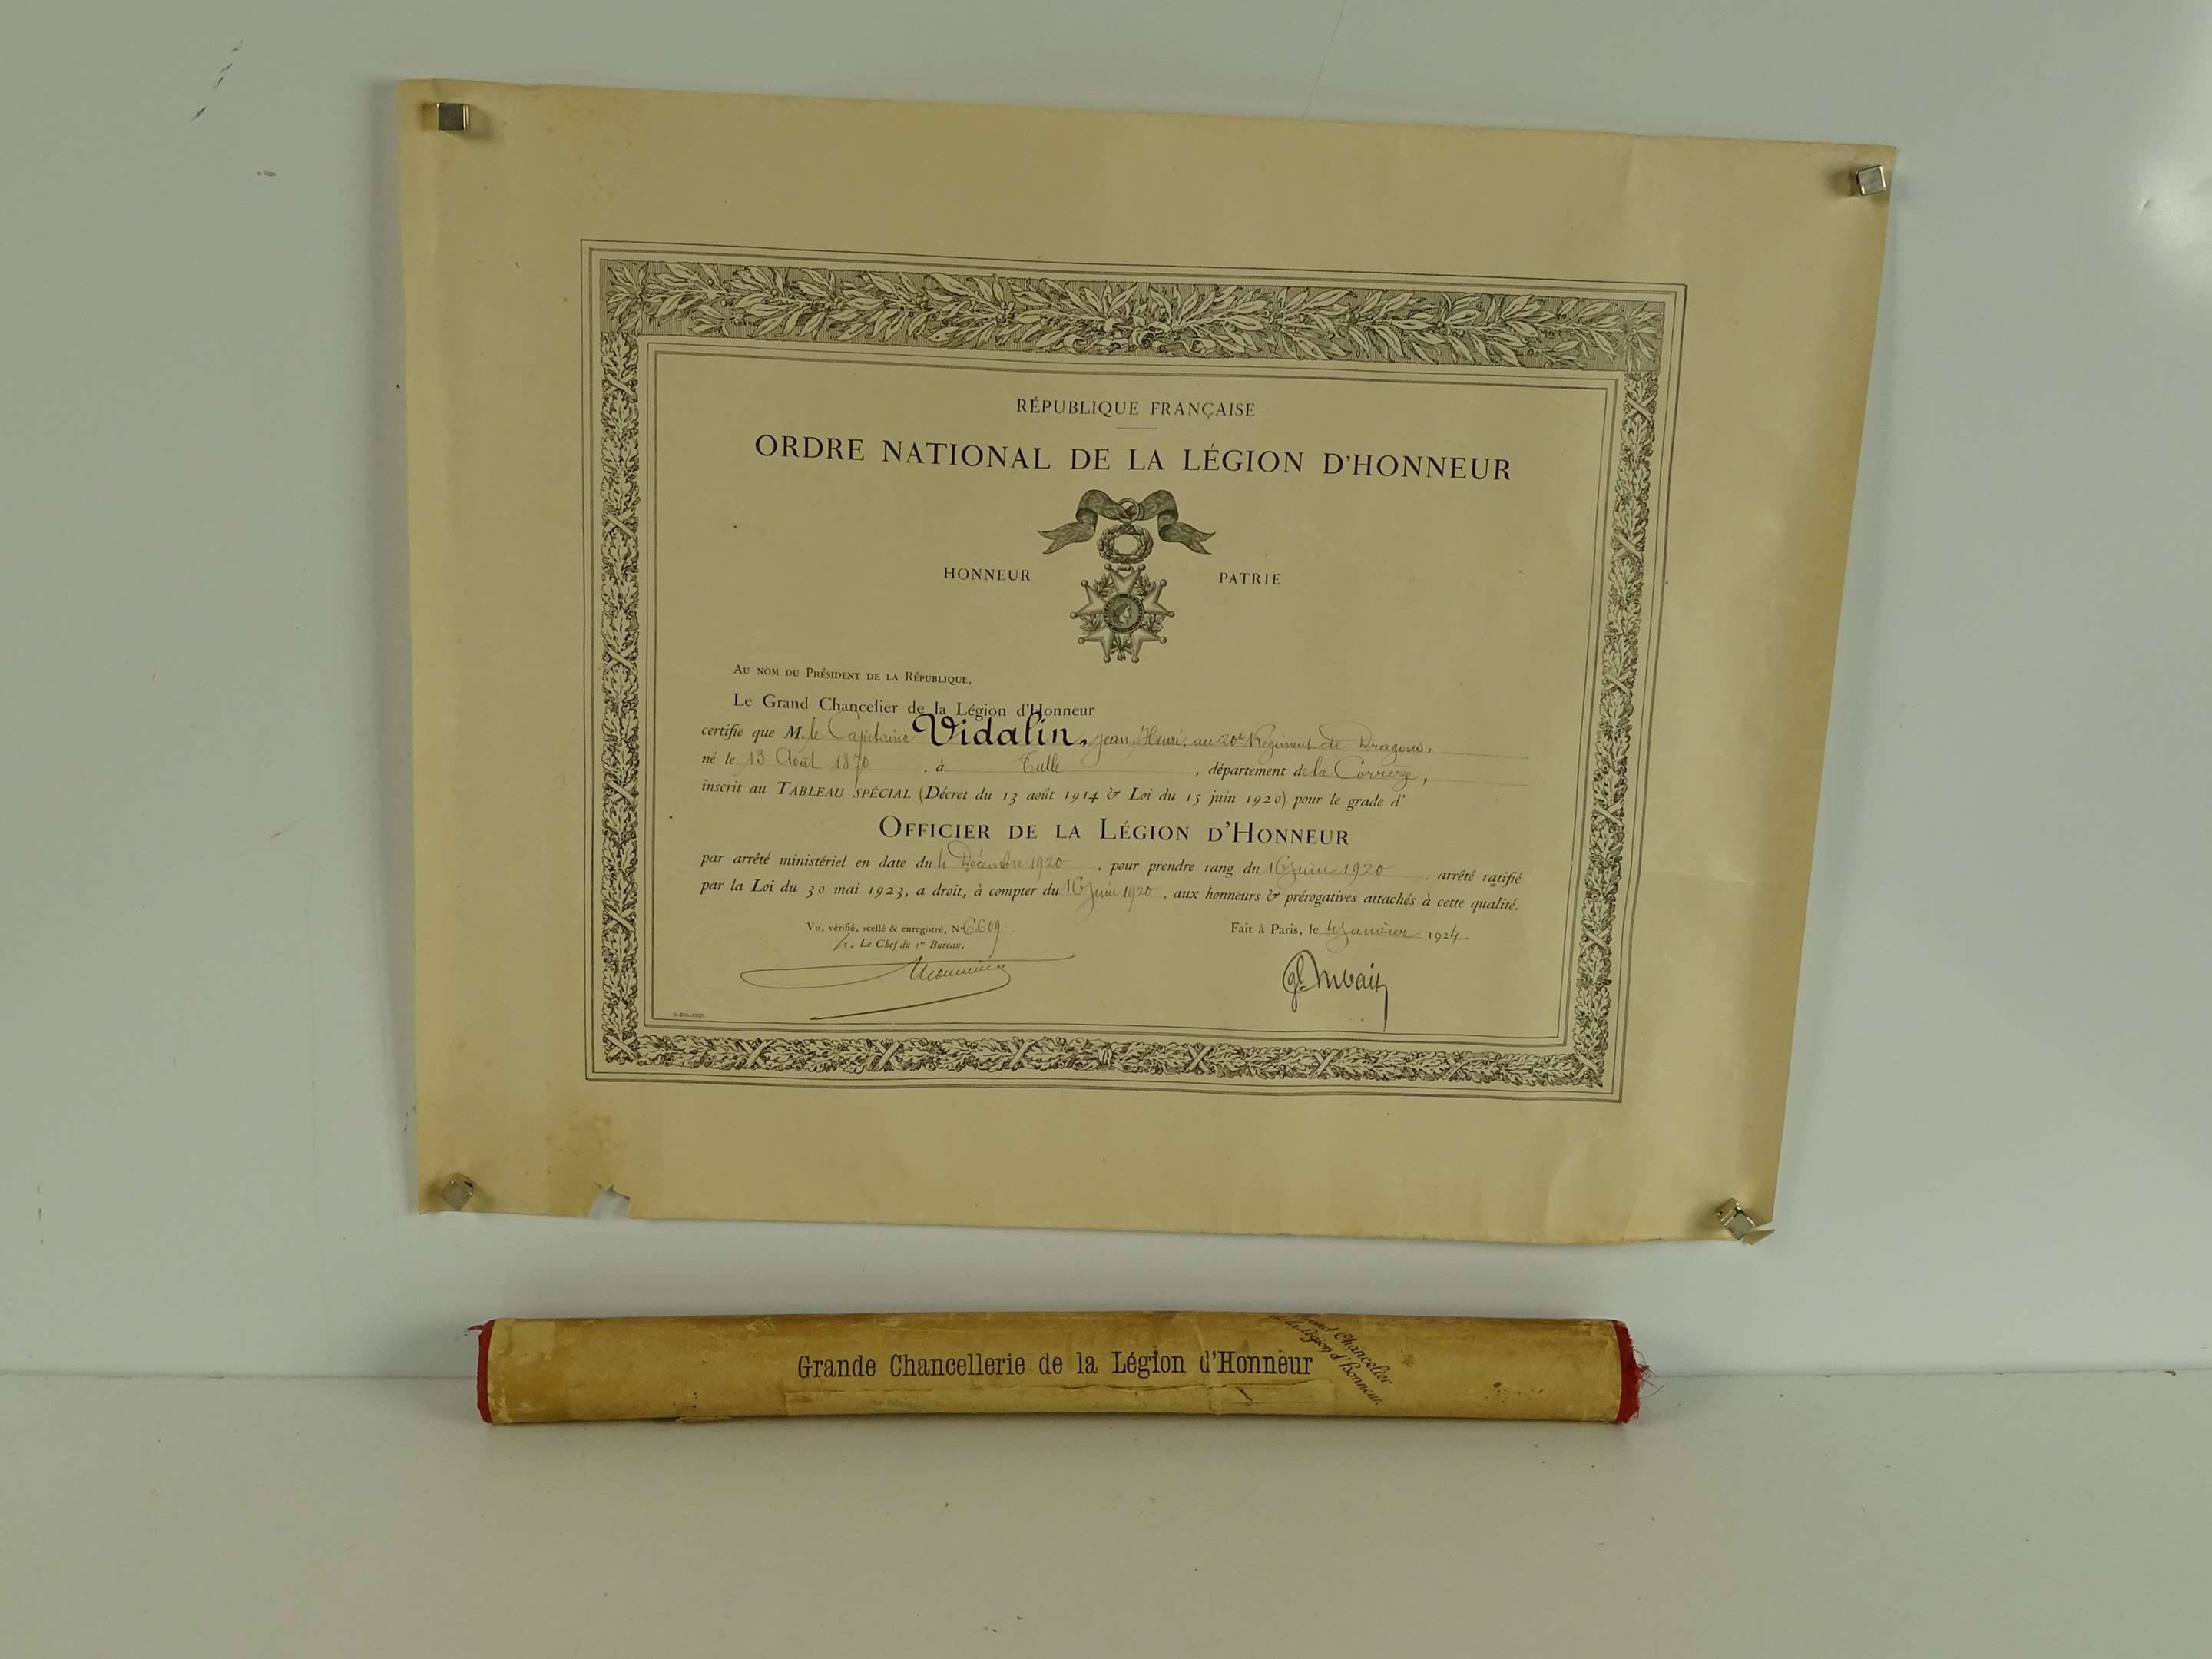 RÉPUBLIQUE FRANÇAISE
ORDRE NATIONAL DE LA LÉGION D'HONNEUR
HONNEUR PATRIE
AU NOM DU PRÉSIDENT DE LA RÉPUBLIQUE,
Le Grand Chancelier de la Légion d'Honneur
certifie que M. le Capitaine Vidalin, Jean, Henri, au 20e Régiment de Dragons,
né le 13 Août 1870, à Tulle, département de la Corrèze,
inscrit au TABLEAU SPÉCIAL (Décret du 13 août 1914 & Loi du 15 juin 1920) pour le grade d'
OFFICIER DE LA LÉGION D'HONNEUR
par arrêté ministériel en date du 4 Décembre 1920, pour prendre rang du 16 Juin 1920, arrêté ratifié
par la Loi du 30 mai 1923, a droit, à compter du 16 Juin 1920, aux honneurs & prérogatives attachés à cette qualité.
Vu, vérifié, scellé & enregistré, N° 6.609
Fait à Paris, le 4 Janvier 1924
Le Chef du 1er Bureau,
Grande Chancellerie de la Légion d'Honneur
Chancelier
de la Légion d'Honneur.